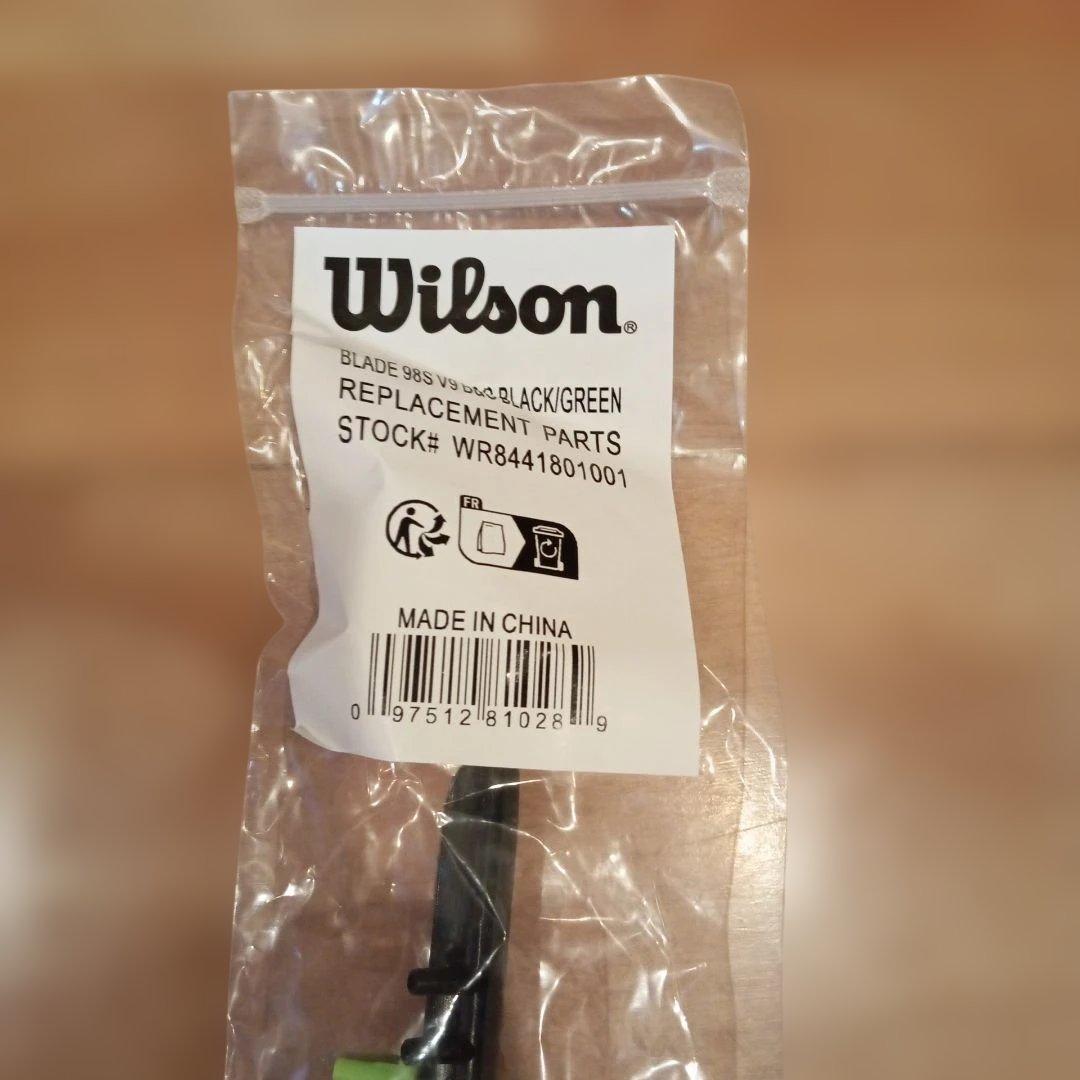 Wilson®
BLADE 98S V9 B&G BLACK/GREEN
REPLACEMENT PARTS
STOCK# WR8441801001
FR
MADE IN CHINA
0 97512 81028 9